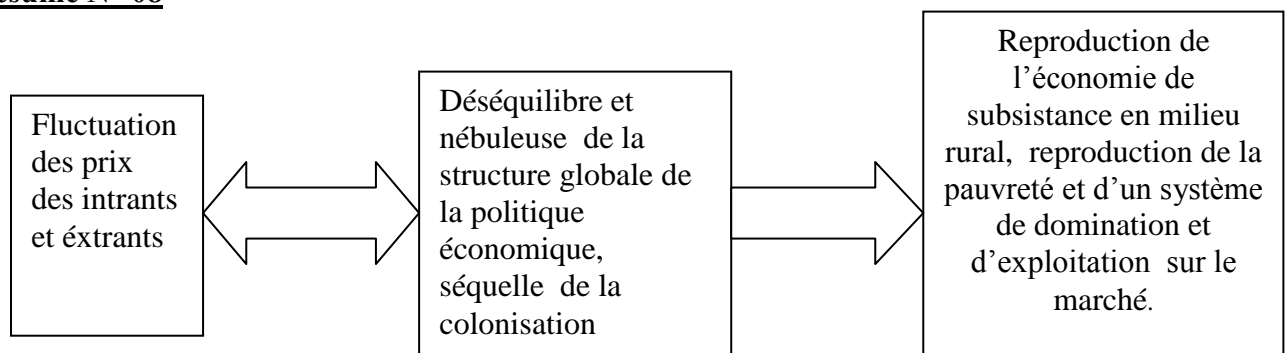 Fluctuation
des prix
des intrants
et éxtrants
Déséquilibre et
nébuleuse de la
structure globale de
la politique
économique,
séquelle de la
colonisation
Reproduction de
l’économie de
subsistance en milieu
rural, reproduction de la
pauvreté et d’un système
de domination et
d’exploitation sur le
marché.